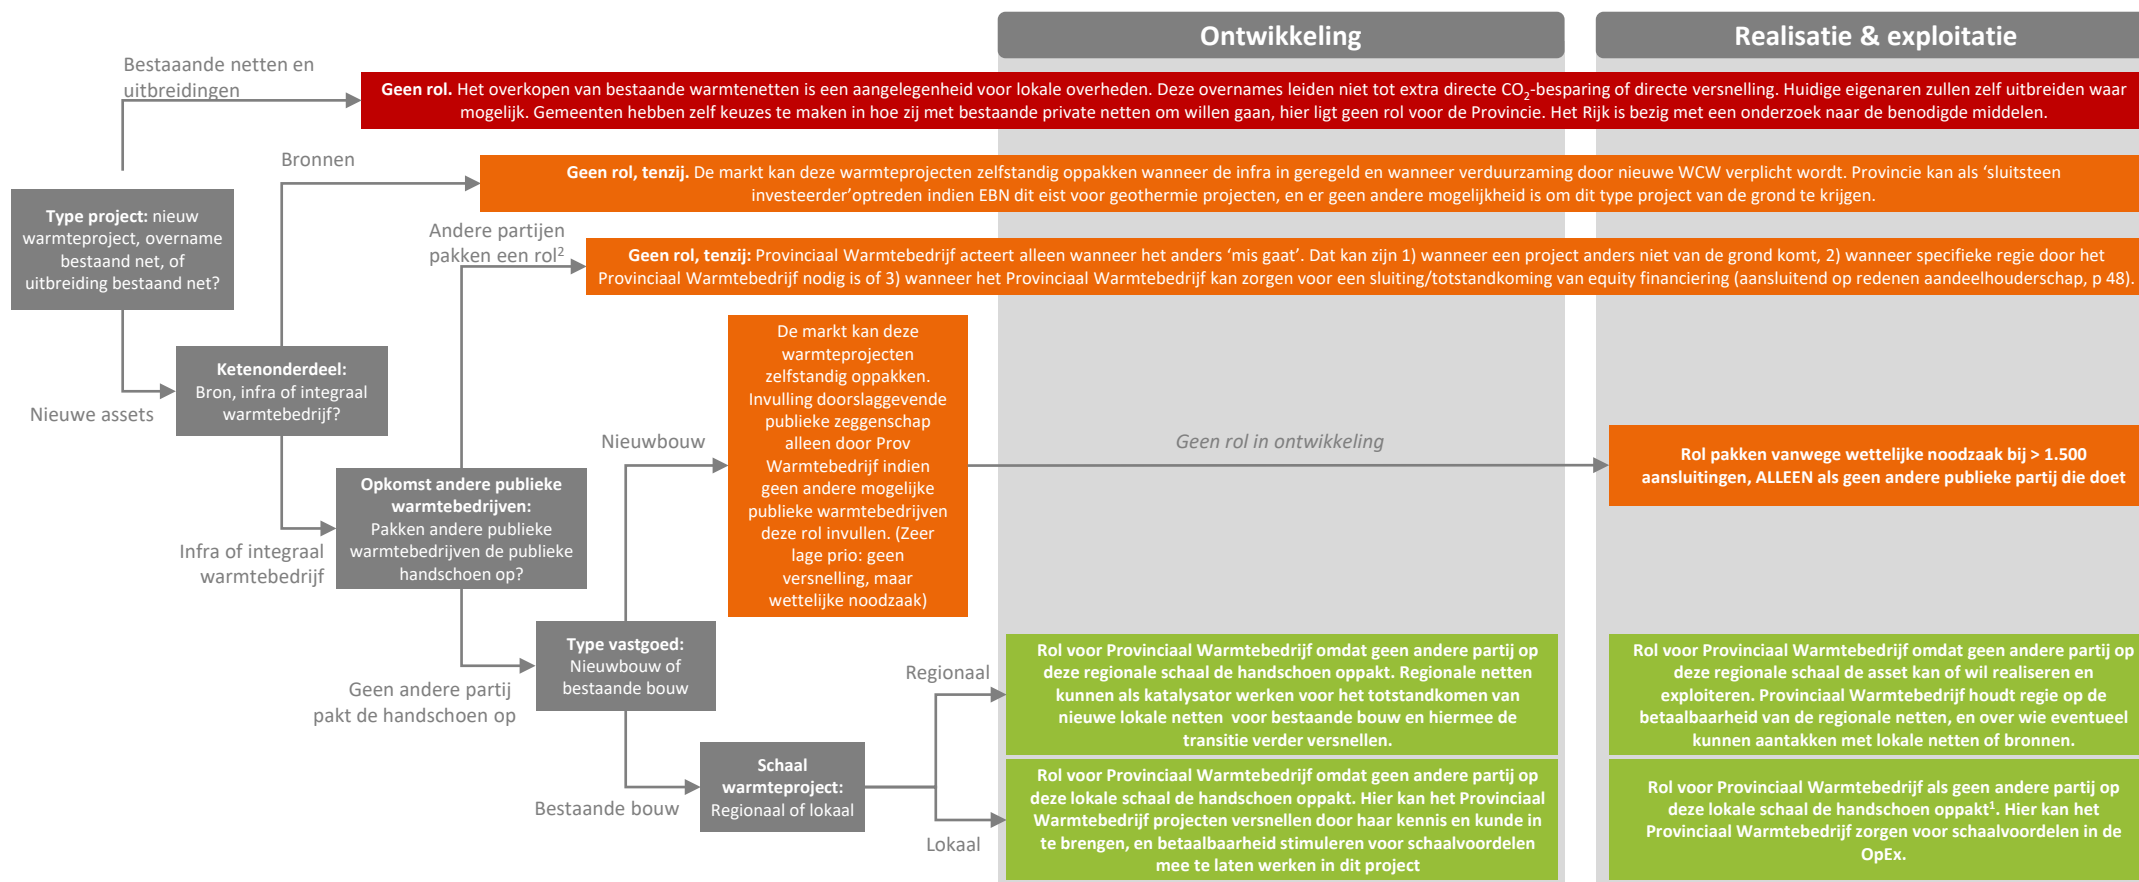 Ontwikkeling
Realisatie & exploitatie
Bestaaande netten en
uitbreidingen
Geen rol. Het overkopen van bestaande warmtenetten is een aangelegenheid voor lokale overheden. Deze overnames leiden niet tot extra directe CO2-besparing of directe versnelling. Huidige eigenaren zullen zelf uitbreiden waar
mogelijk. Gemeenten hebben zelf keuzes te maken in hoe zij met bestaande private netten om willen gaan, hier ligt geen rol voor de Provincie. Het Rijk is bezig met een onderzoek naar de benodigde middelen.
Bronnen
Geen rol, tenzij. De markt kan deze warmteprojecten zelfstandig oppakken wanneer de infra in geregeld en wanneer verduurzaming door nieuwe WCW verplicht wordt. Provincie kan als ‘sluitsteen
investeerder’optreden indien EBN dit eist voor geothermie projecten, en er geen andere mogelijkheid is om dit type project van de grond te krijgen.
Type project: nieuw
warmteproject, overname
bestaand net, of
uitbreiding bestaand net?
Andere partijen
pakken een rol2
Geen rol, tenzij: Provinciaal Warmtebedrijf acteert alleen wanneer het anders ‘mis gaat’. Dat kan zijn 1) wanneer een project anders niet van de grond komt, 2) wanneer specifieke regie door het
Provinciaal Warmtebedrijf nodig is of 3) wanneer het Provinciaal Warmtebedrijf kan zorgen voor een sluiting/totstandkoming van equity financiering (aansluitend op redenen aandeelhouderschap, p 48).
Nieuwe assets
Ketenonderdeel:
Bron, infra of integraal
warmtebedrijf?
De markt kan deze
warmteprojecten
zelfstandig oppakken.
Invulling doorslaggevende
publieke zeggenschap
alleen door Prov
Warmtebedrijf indien
geen andere mogelijke
publieke warmtebedrijven
deze rol invullen. (Zeer
lage prio: geen
versnelling, maar
wettelijke noodzaak)
Nieuwbouw
Geen rol in ontwikkeling
Rol pakken vanwege wettelijke noodzaak bij > 1.500
aansluitingen, ALLEEN als geen andere publieke partij die doet
Infra of integraal
warmtebedrijf
Opkomst andere publieke
warmtebedrijven:
Pakken andere publieke
warmtebedrijven de publieke
handschoen op?
Geen andere partij
pakt de handschoen op
Type vastgoed:
Nieuwbouw of
bestaande bouw
Regionaal
Rol voor Provinciaal Warmtebedrijf omdat geen andere partij op
deze regionale schaal de handschoen oppakt. Regionale netten
kunnen als katalysator werken voor het totstandkomen van
nieuwe lokale netten voor bestaande bouw en hiermee de
transitie verder versnellen.
Rol voor Provinciaal Warmtebedrijf omdat geen andere partij op
deze regionale schaal de asset kan of wil realiseren en
exploiteren. Provinciaal Warmtebedrijf houdt regie op de
betaalbaarheid van de regionale netten, en over wie eventueel
kunnen aantakken met lokale netten of bronnen.
Bestaande bouw
Schaal
warmteproject:
Regionaal of lokaal
Lokaal
Rol voor Provinciaal Warmtebedrijf omdat geen andere partij op
deze lokale schaal de handschoen oppakt. Hier kan het Provinciaal
Warmtebedrijf projecten versnellen door haar kennis en kunde in
te brengen, en betaalbaarheid stimuleren voor schaalvoordelen
mee te laten werken in dit project
Rol voor Provinciaal Warmtebedrijf als geen andere partij op
deze lokale schaal de handschoen oppakt1. Hier kan het
Provinciaal Warmtebedrijf zorgen voor schaalvoordelen in de
OpEx.